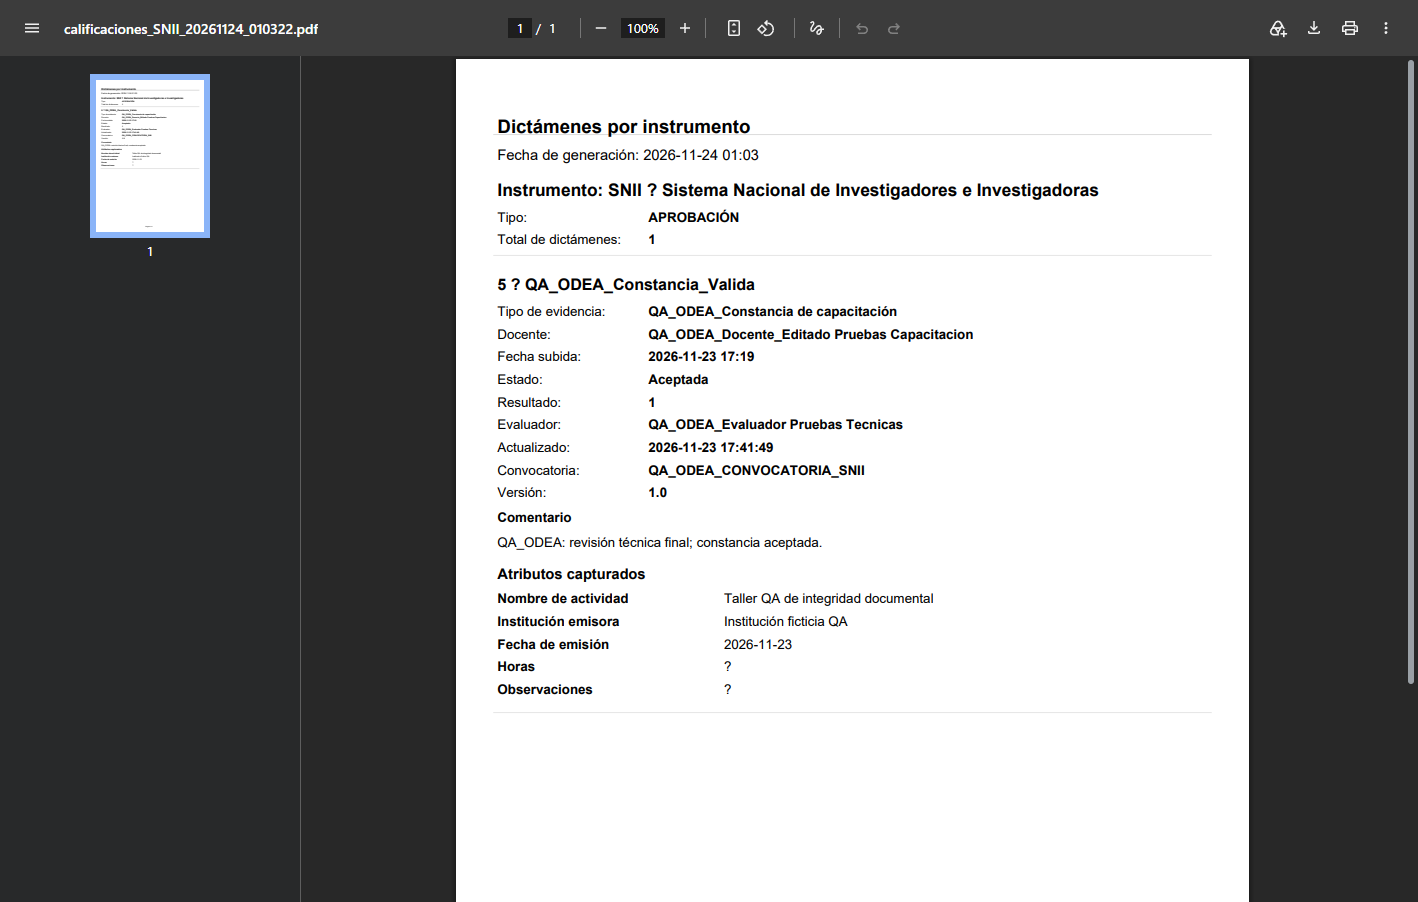 calificaciones_SNII_20261124_010322.pdf
1 / 1
100%
1
Dictámenes por instrumento
Fecha de generación: 2026-11-24 01:03
Instrumento: SNII ? Sistema Nacional de Investigadores e Investigadoras
Tipo: APROBACIÓN
Total de dictámenes: 1
5 ? QA_ODEA_Constancia_Valida
Tipo de evidencia: QA_ODEA_Constancia de capacitación
Docente: QA_ODEA_Docente_Editado Pruebas Capacitacion
Fecha subida: 2026-11-23 17:19
Estado: Aceptada
Resultado: 1
Evaluador: QA_ODEA_Evaluador Pruebas Tecnicas
Actualizado: 2026-11-23 17:41:49
Convocatoria: QA_ODEA_CONVOCATORIA_SNII
Versión: 1.0
Comentario
QA_ODEA: revisión técnica final; constancia aceptada.
Atributos capturados
Nombre de actividad Taller QA de integridad documental
Institución emisora Institución ficticia QA
Fecha de emisión 2026-11-23
Horas ?
Observaciones ?